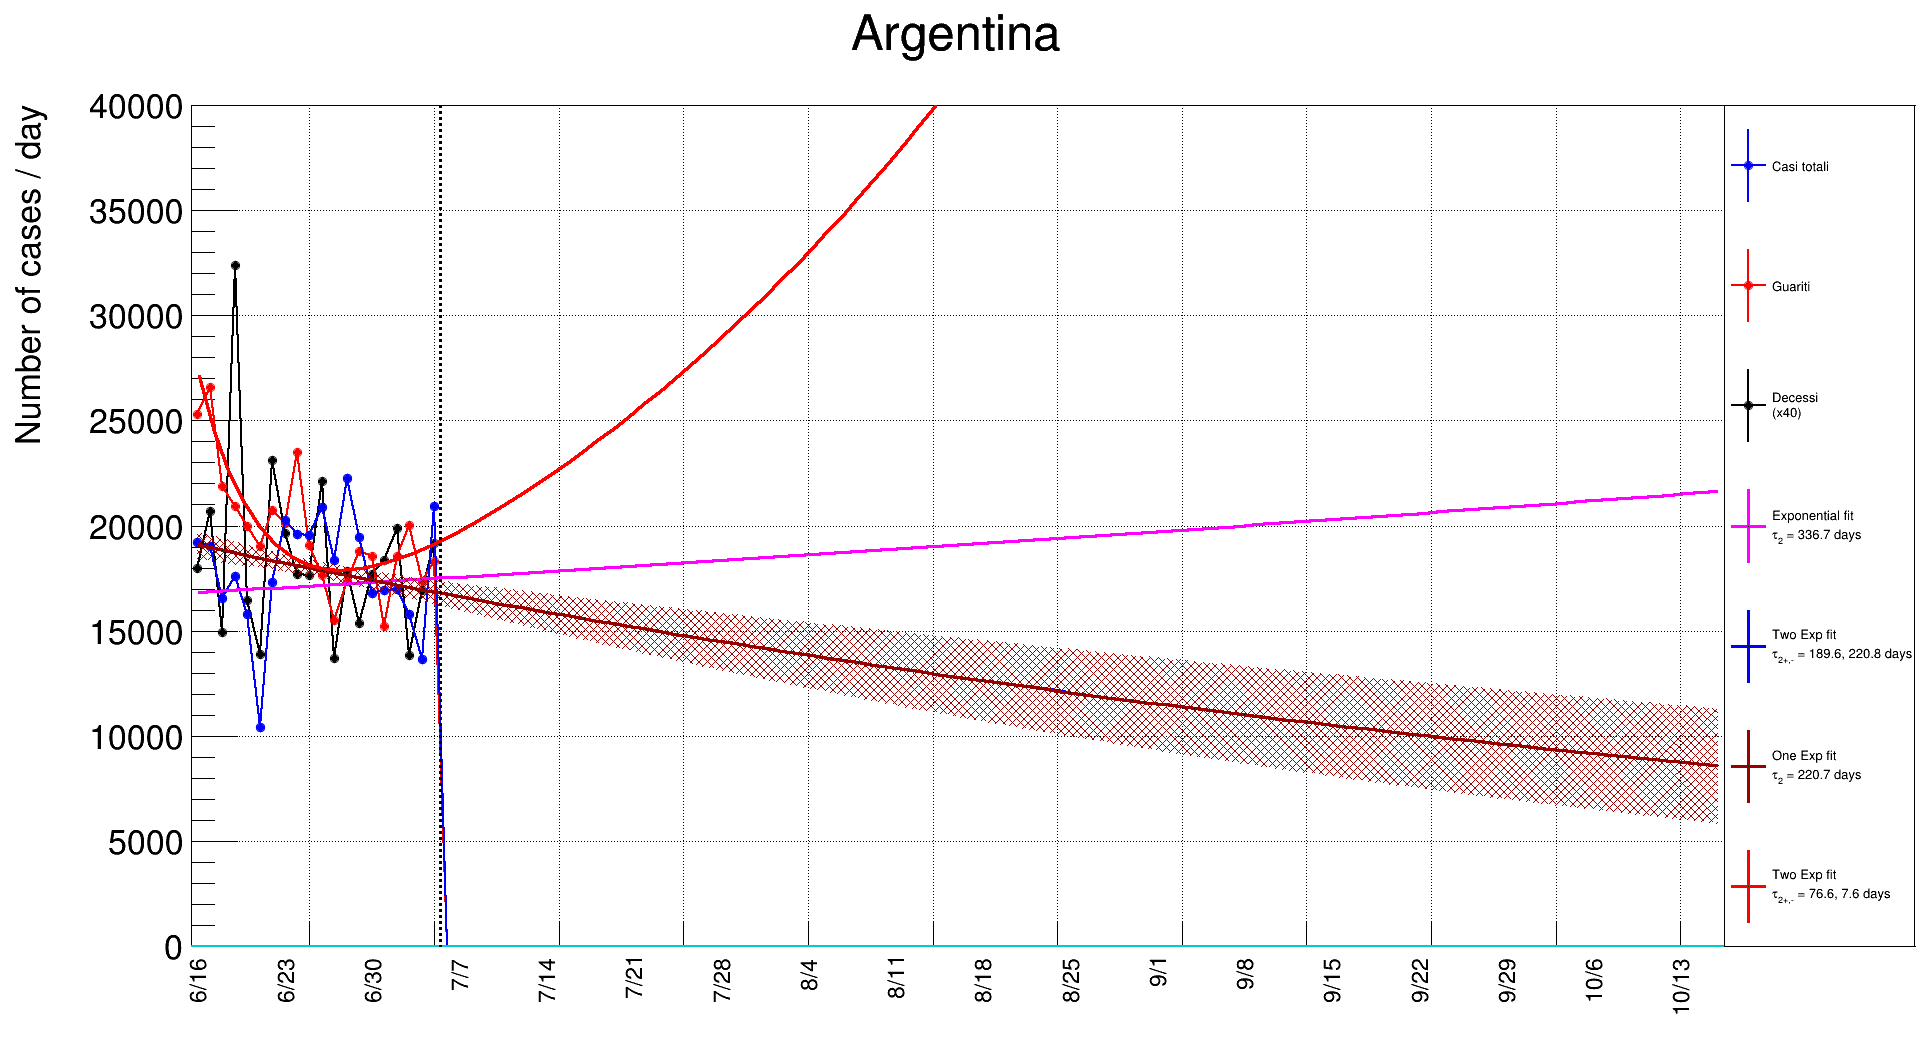 Argentina
Number of cases / day
40000
35000
30000
25000
20000
15000
10000
5000
0
6/16
6/23
6/30
7/7
7/14
7/21
7/28
8/4
8/11
8/18
8/25
9/1
9/8
9/15
9/22
9/29
10/6
10/13
Casi totali
Guariti
Decessi
(x40)
Exponential fit
τ2 = 336.7 days
Two Exp fit
τ2+,- = 189.6, 220.8 days
One Exp fit
τ2 = 220.7 days
Two Exp fit
τ2+,- = 76.6, 7.6 days